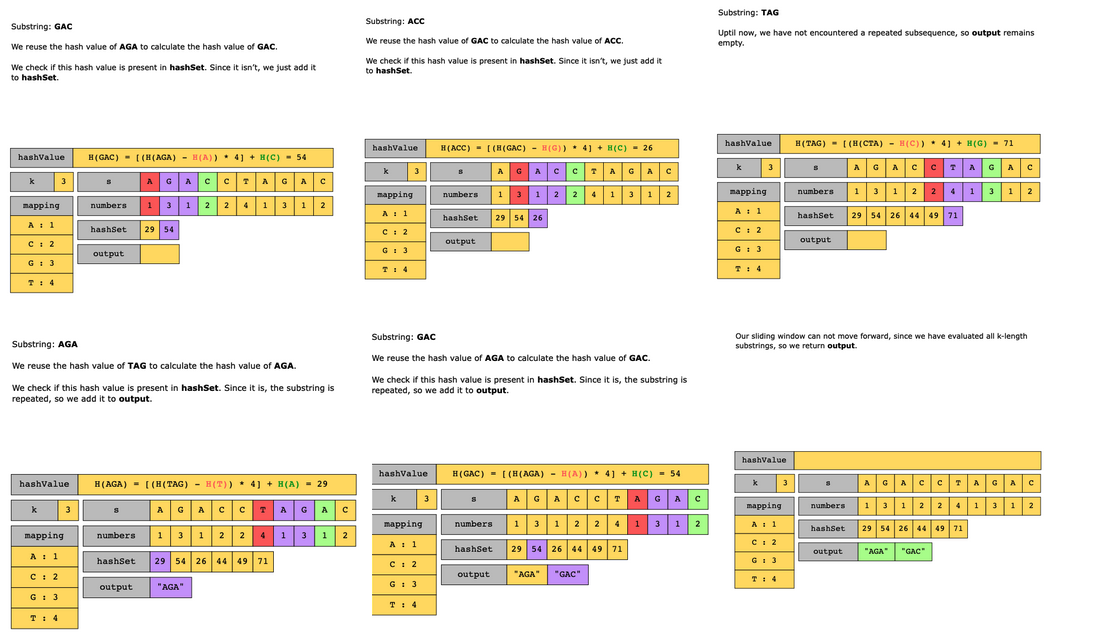 Substring: GAC
We reuse the hash value of AGA to calculate the hash value of GAC.
We check if this hash value is present in hashSet. Since it isn't, we just add it
to hashSet.
hashValue H(GAC) = [(H(AGA) - H(A)) * 4] + H(C) = 54
k 3 s A G A C C T A G A C
mapping numbers 1 3 1 2 2 4 1 3 1 2
A : 1 hashSet 29 54
C : 2 output
G : 3
T : 4
Substring: ACC
We reuse the hash value of GAC to calculate the hash value of ACC.
We check if this hash value is present in hashSet. Since it isn't, we just add it
to hashSet.
hashValue H(ACC) = [(H(GAC) - H(G)) * 4] + H(C) = 26
k 3 s A G A C C T A G A C
mapping numbers 1 3 1 2 2 4 1 3 1 2
A : 1 hashSet 29 54 26
C : 2 output
G : 3
T : 4
Substring: TAG
Uptil now, we have not encountered a repeated subsequence, so output remains
empty.
hashValue H(TAG) = [(H(CTA) - H(C)) * 4] + H(G) = 71
k 3 s A G A C C T A G A C
mapping numbers 1 3 1 2 2 4 1 3 1 2
A : 1 hashSet 29 54 26 44 49 71
C : 2 output
G : 3
T : 4
Substring: AGA
We reuse the hash value of TAG to calculate the hash value of AGA.
We check if this hash value is present in hashSet. Since it is, the substring is
repeated, so we add it to output.
hashValue H(AGA) = [(H(TAG) - H(T)) * 4] + H(A) = 29
k 3 s A G A C C T A G A C
mapping numbers 1 3 1 2 2 4 1 3 1 2
A : 1 hashSet 29 54 26 44 49 71
C : 2 output "AGA"
G : 3
T : 4
Substring: GAC
We reuse the hash value of AGA to calculate the hash value of GAC.
We check if this hash value is present in hashSet. Since it is, the substring is
repeated, so we add it to output.
hashValue H(GAC) = [(H(AGA) - H(A)) * 4] + H(C) = 54
k 3 s A G A C C T A G A C
mapping numbers 1 3 1 2 2 4 1 3 1 2
A : 1 hashSet 29 54 26 44 49 71
C : 2 output "AGA" "GAC"
G : 3
T : 4
Our sliding window can not move forward, since we have evaluated all k-length
substrings, so we return output.
hashValue
k 3 s A G A C C T A G A C
mapping numbers 1 3 1 2 2 4 1 3 1 2
A : 1 hashSet 29 54 26 44 49 71
C : 2 output "AGA" "GAC"
G : 3
T : 4